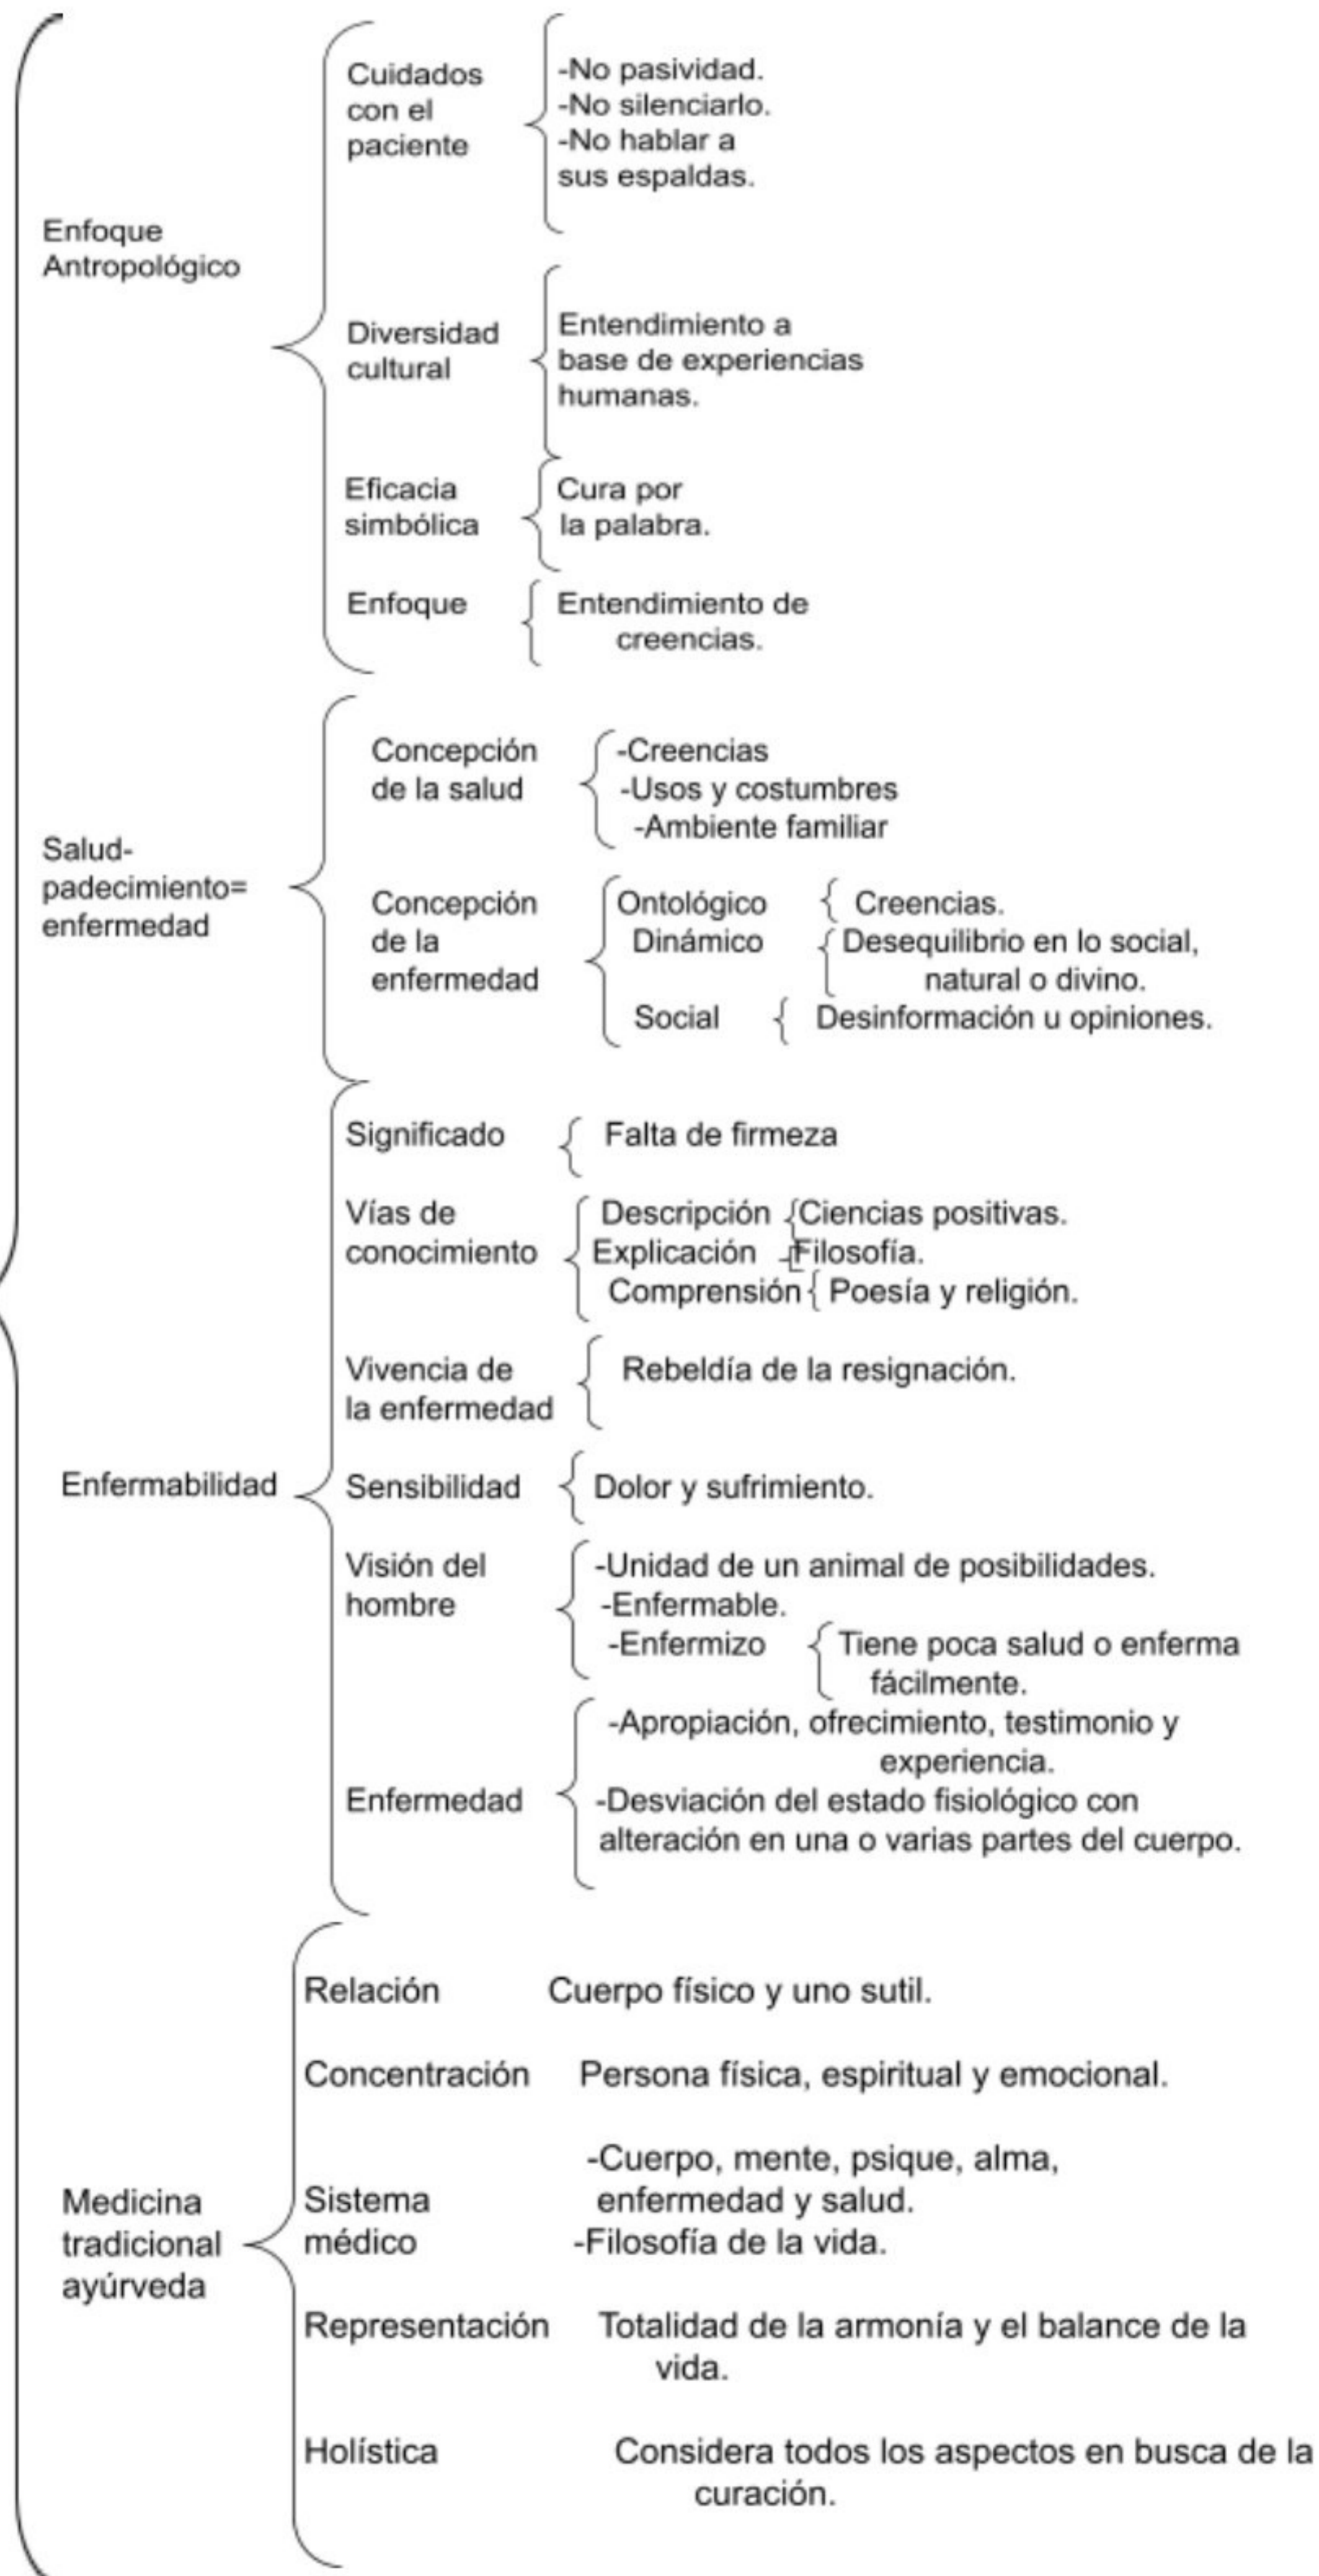 Cuidados
con el
paciente
-No pasividad.
-No silenciarlo.
-No hablar a
sus espaldas.
Enfoque
Antropológico
Diversidad
cultural
Entendimiento a
base de experiencias
humanas.
Eficacia
simbólica
Cura por
la palabra.
Enfoque
Entendimiento de
creencias.
Salud-
padecimiento=
enfermedad
Concepción
de la salud
-Creencias
-Usos y costumbres
-Ambiente familiar
Concepción
de la
enfermedad
Ontológico
Creencias.
Dinámico
Desequilibrio en lo social,
natural o divino.
Social
Desinformación u opiniones.
Enfermabilidad
Significado
Falta de firmeza
Vías de
conocimiento
Descripción
Ciencias positivas.
Explicación
Filosofía.
Comprensión
Poesía y religión.
Vivencia de
la enfermedad
Rebeldía de la resignación.
Sensibilidad
Dolor y sufrimiento.
Visión del
hombre
-Unidad de un animal de posibilidades.
-Enfermable.
-Enfermizo
Tiene poca salud o enferma
fácilmente.
Enfermedad
-Apropiación, ofrecimiento, testimonio y
experiencia.
-Desviación del estado fisiológico con
alteración en una o varias partes del cuerpo.
Medicina
tradicional
ayúrveda
Relación
Cuerpo físico y uno sutil.
Concentración
Persona física, espiritual y emocional.
Sistema
médico
-Cuerpo, mente, psique, alma,
enfermedad y salud.
-Filosofía de la vida.
Representación
Totalidad de la armonía y el balance de la
vida.
Holística
Considera todos los aspectos en busca de la
curación.